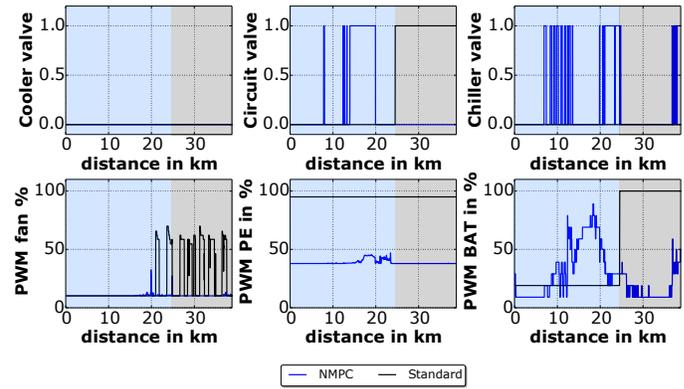 Cooler valve
1.0
0.5
0.0
0 10 20 30
distance in km
Circuit valve
1.0
0.5
0.0
0 10 20 30
distance in km
Chiller valve
1.0
0.5
0.0
0 10 20 30
distance in km
PWM fan %
100
50
0
0 10 20 30
distance in km
PWM PE in %
100
50
0
0 10 20 30
distance in km
PWM BAT in %
100
50
0
0 10 20 30
distance in km
NMPC Standard